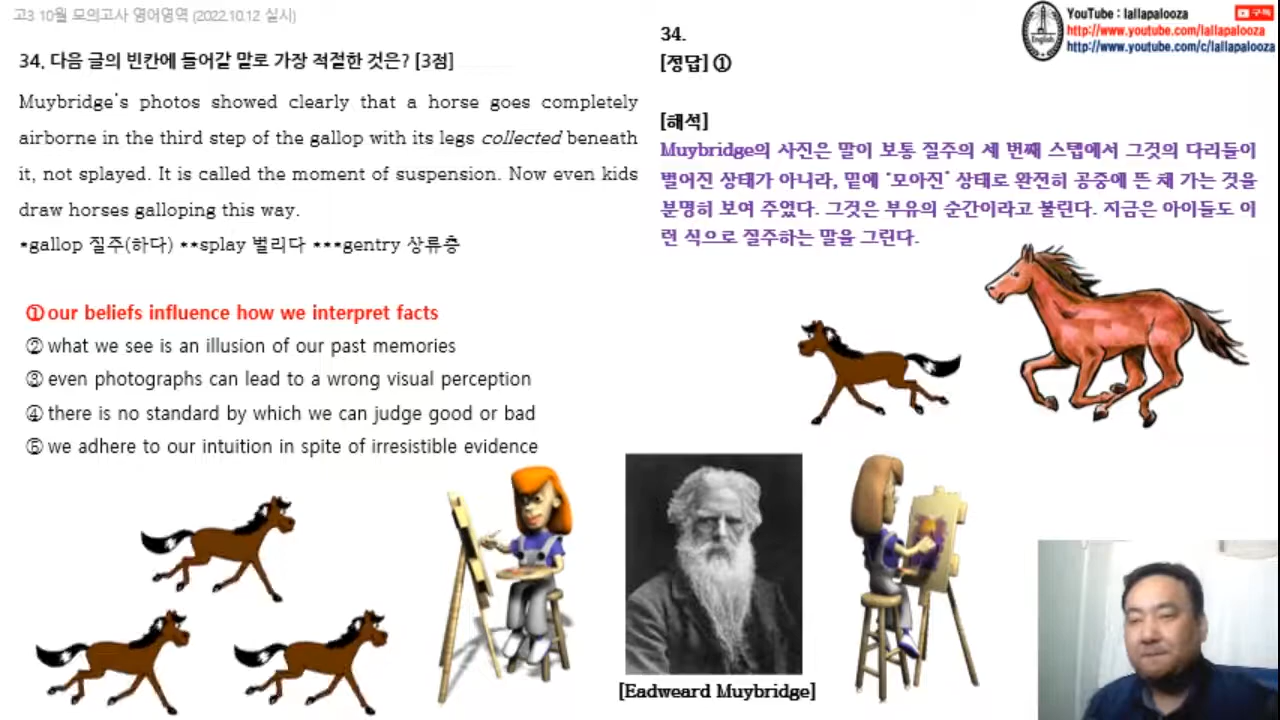 고3 10월 모의고사 영어영역 (2022.10.12 실시)
34. 다음 글의 빈칸에 들어갈 말로 가장 적절한 것은? [3점]
Muybridge's photos showed clearly that a horse goes completely
airborne in the third step of the gallop with its legs collected beneath
it, not splayed. It is called the moment of suspension. Now even kids
draw horses galloping this way.
*gallop 질주(하다) **splay 벌리다 ***gentry 상류층
① our beliefs influence how we interpret facts
② what we see is an illusion of our past memories
③ even photographs can lead to a wrong visual perception
④ there is no standard by which we can judge good or bad
⑤ we adhere to our intuition in spite of irresistible evidence
34.
[정답] ①
[해석]
Muybridge의 사진은 말이 보통 질주의 세 번째 스텝에서 그것의 다리들이
벌어진 상태가 아니라, 밑에 '모아진' 상태로 완전히 공중에 뜬 채 가는 것을
분명히 보여 주었다. 그것은 부유의 순간이라고 불린다. 지금은 아이들도 이
런 식으로 질주하는 말을 그린다.
English
YouTube : lallapalooza
구독
http://www.youtube.com/lallapalooza
http://www.youtube.com/c/lallapalooza
[Eadweard Muybridge]